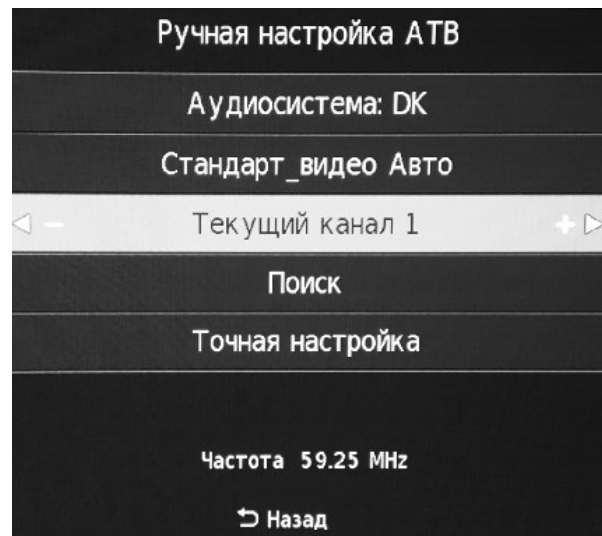 Ручная настройка АТВ
Аудиосистема: DK
Стандарт_видео Авто
Текущий канал 1
Поиск
Точная настройка
Частота 59.25 MHz
Назад